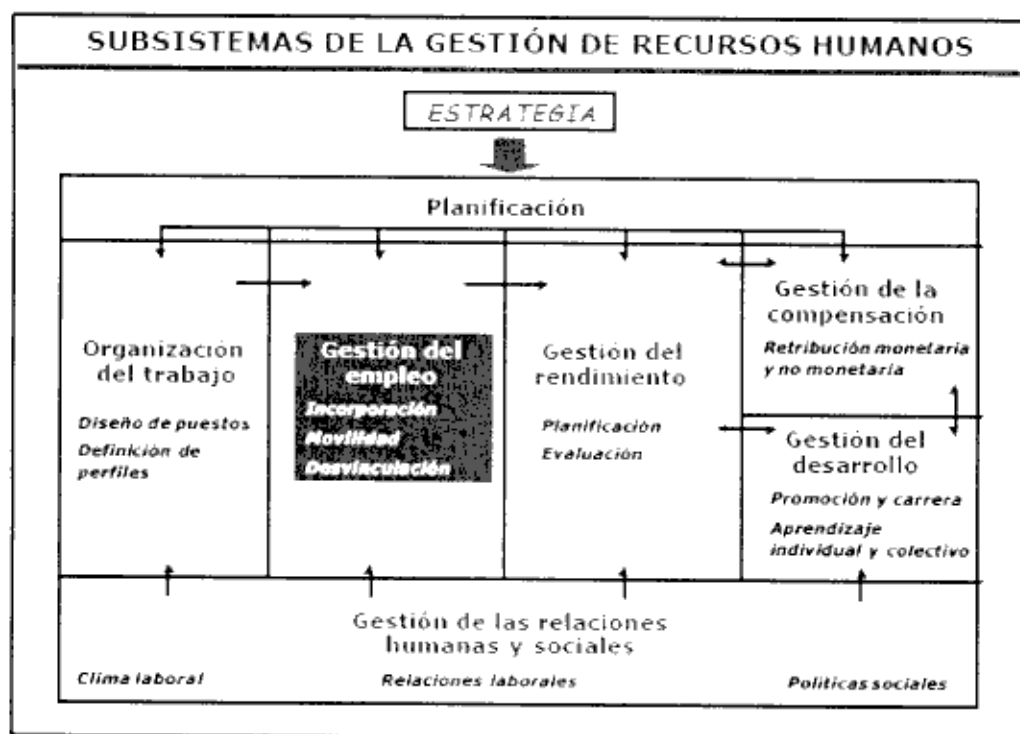 SUBSISTEMAS DE LA GESTIÓN DE RECURSOS HUMANOS
ESTRATEGIA
Planificación
Organización
del trabajo
Diseño de puestos
Definición de
perfiles
Gestión del
empleo
Incorporación
Movilidad
Desvinculación
Gestión del
rendimiento
Planificación
Evaluación
Gestión de la
compensación
Retribución monetaria
y no monetaria
Gestión del
desarrollo
Promoción y carrera
Aprendizaje
individual y colectivo
Gestión de las relaciones
humanas y sociales
Clima laboral
Relaciones laborales
Políticas sociales